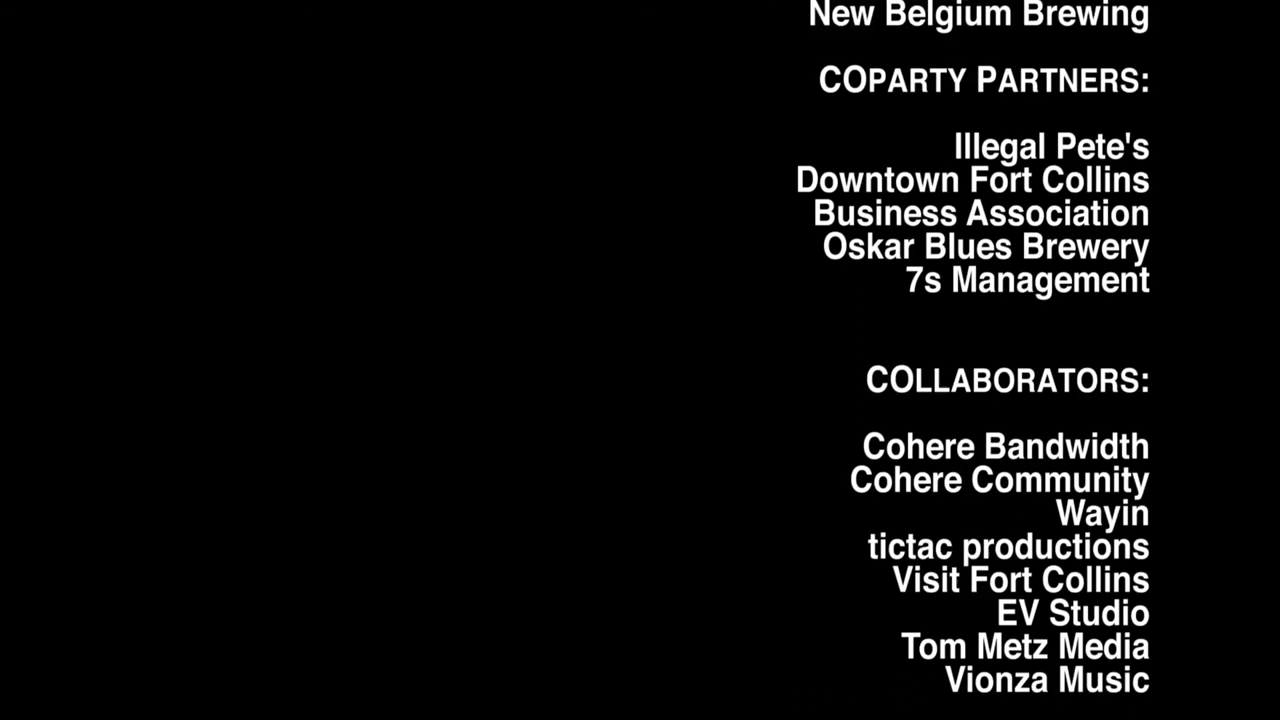 New Belgium Brewing
COPARTY PARTNERS:
Illegal Pete's
Downtown Fort Collins
Business Association
Oskar Blues Brewery
7s Management
COLLABORATORS:
Cohere Bandwidth
Cohere Community
Wayin
tictac productions
Visit Fort Collins
EV Studio
Tom Metz Media
Vionza Music